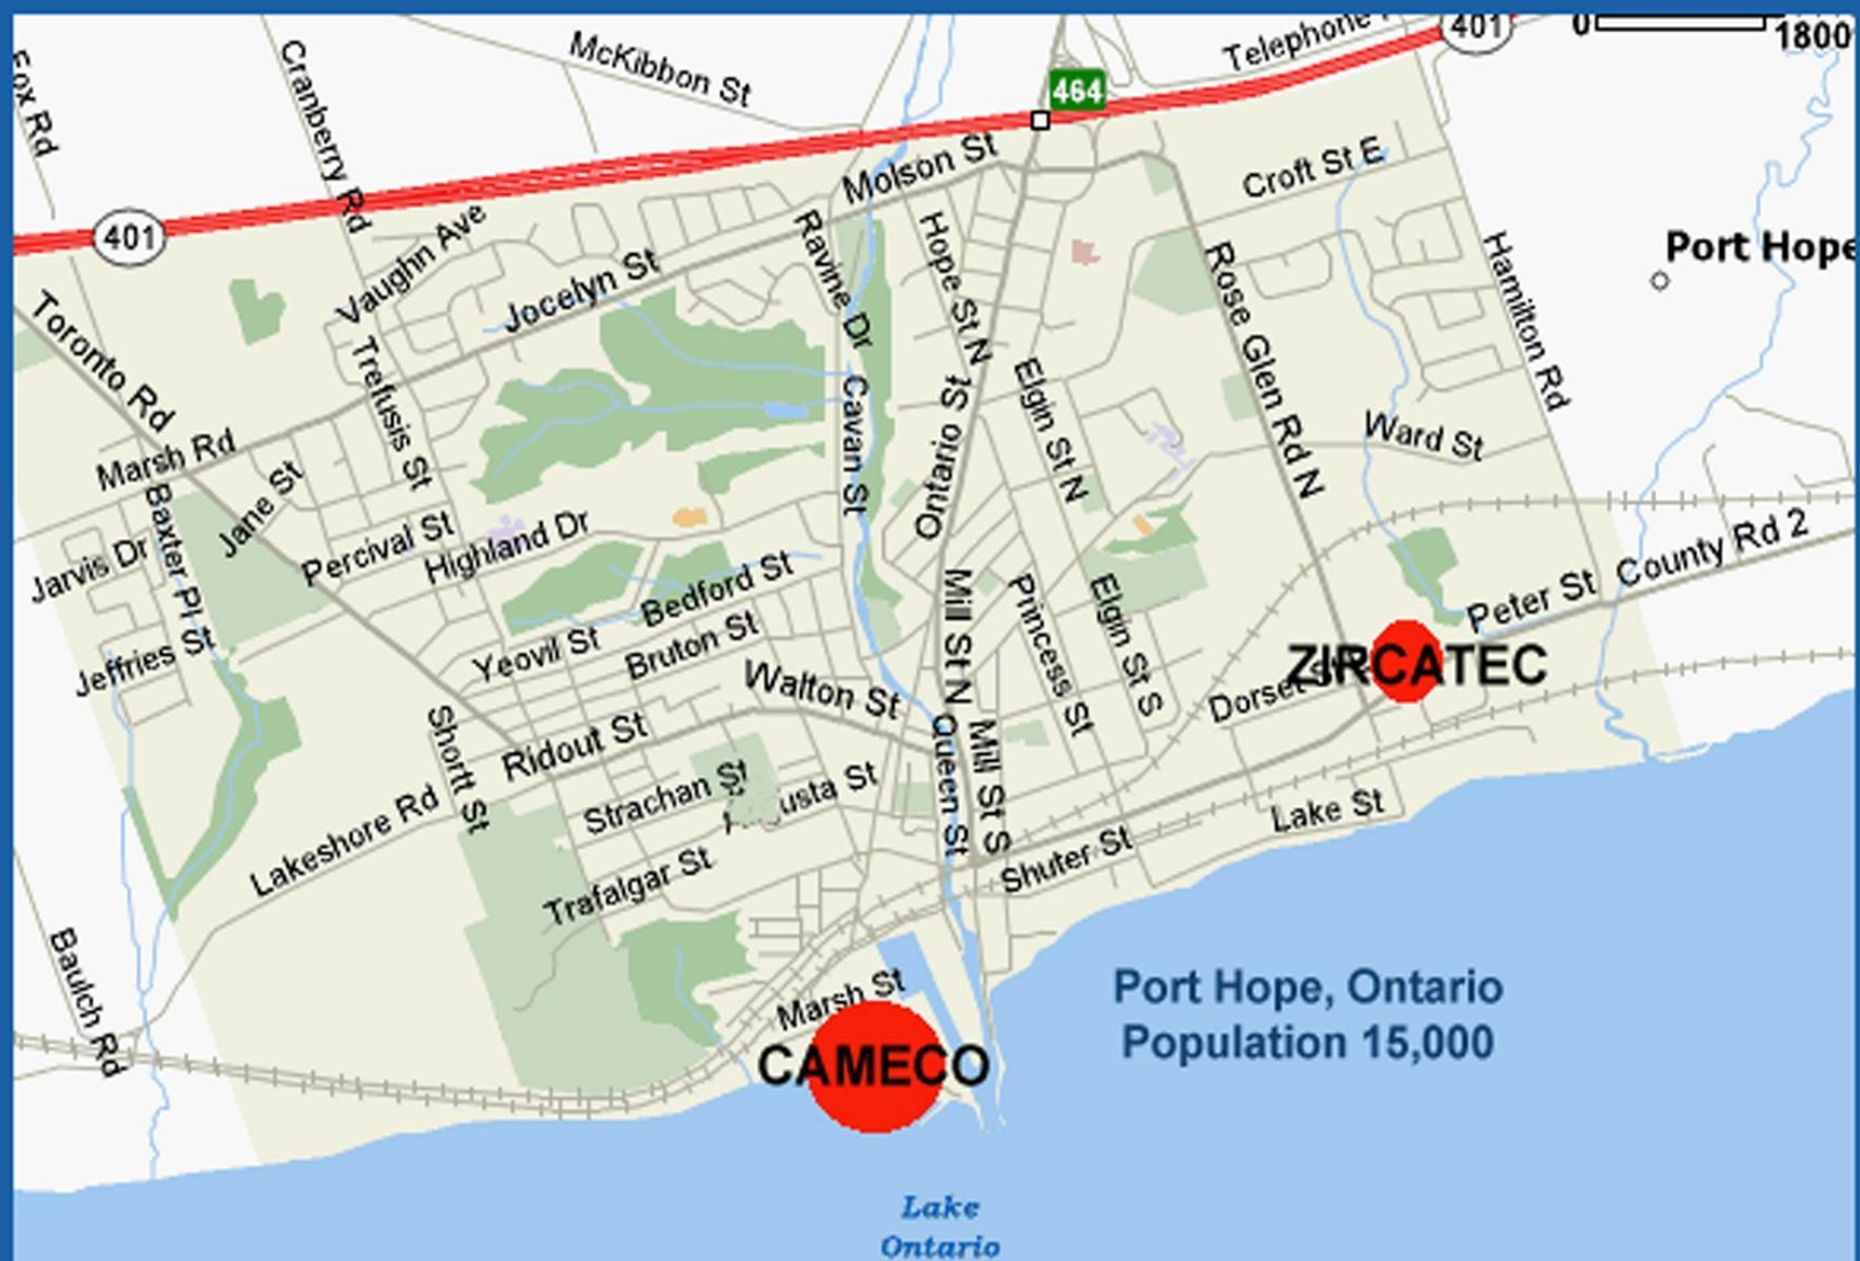 McKibbon St
Telephone
401
0
1800
Fox Rd
Cranberry Rd
464
Molson St
Croft St E
401
Vaughn Ave
Ravine Dr
Hope St N
Port Hope
Hamilton Rd
Toronto Rd
Jocelyn St
Rose Glen Rd N
Trefusis St
Elgin St N
Cavan St
Ontario St
Ward St
Marsh Rd
Jane St
Baxter Pl St
Percival St
Highland Dr
County Rd 2
Jarvis Dr
Bedford St
Mill St N
Princess St
Elgin St S
Peter St
Jeffries St
Yeovil St
Bruton St
Walton St
ZIRCATEC
Dorset St
Shortt St
Ridout St
Queen St
Mill St S
Strachan St
usta St
Lakeshore Rd
Lake St
Shuter St
Trafalgar St
Baulch Rd
Marsh St
Port Hope, Ontario
Population 15,000
CAMECO
Lake
Ontario